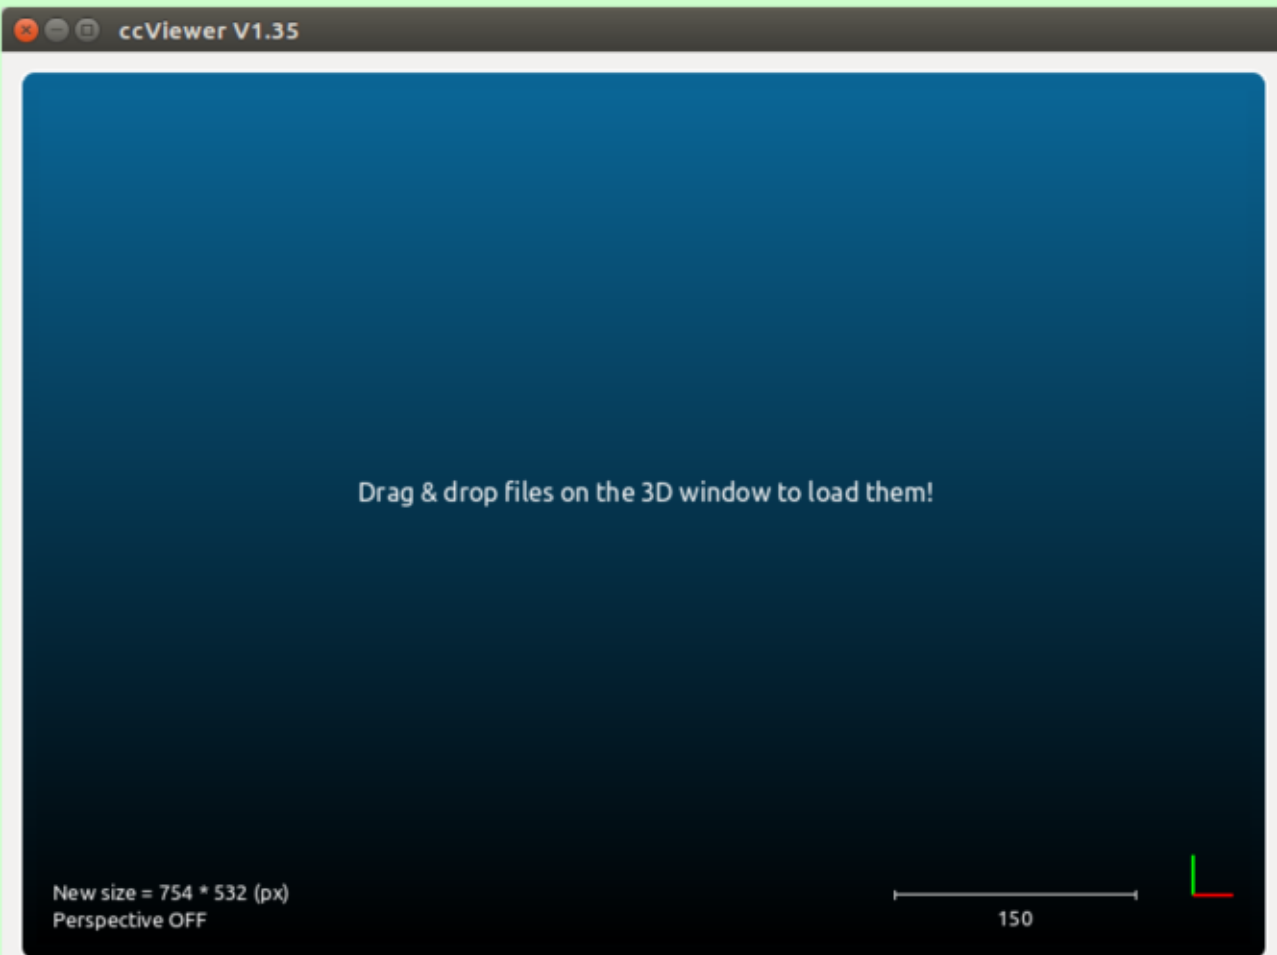 ccViewer V1.35
Drag & drop files on the 3D window to load them!
New size = 754 * 532 (px)
Perspective OFF
150